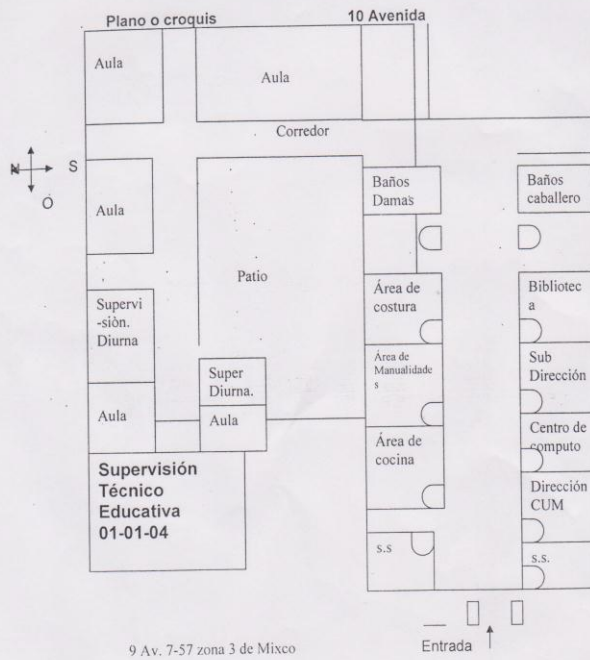 Plano o croquis
10 Avenida
Aula
Aula
Corredor
S
O
Aula
Baños
Damas
Baños
caballero
Patio
Supervi
-sión.
Diurna
Área de
costura
Bibliotec
a
Super
Diurna.
Área de
Manualidade
s
Sub
Dirección
Aula
Aula
Área de
cocina
Centro de
computo
Supervisión
Técnico
Educativa
01-01-04
Dirección
CUM
s.s
s.s.
9 Av. 7-57 zona 3 de Mixco
Entrada